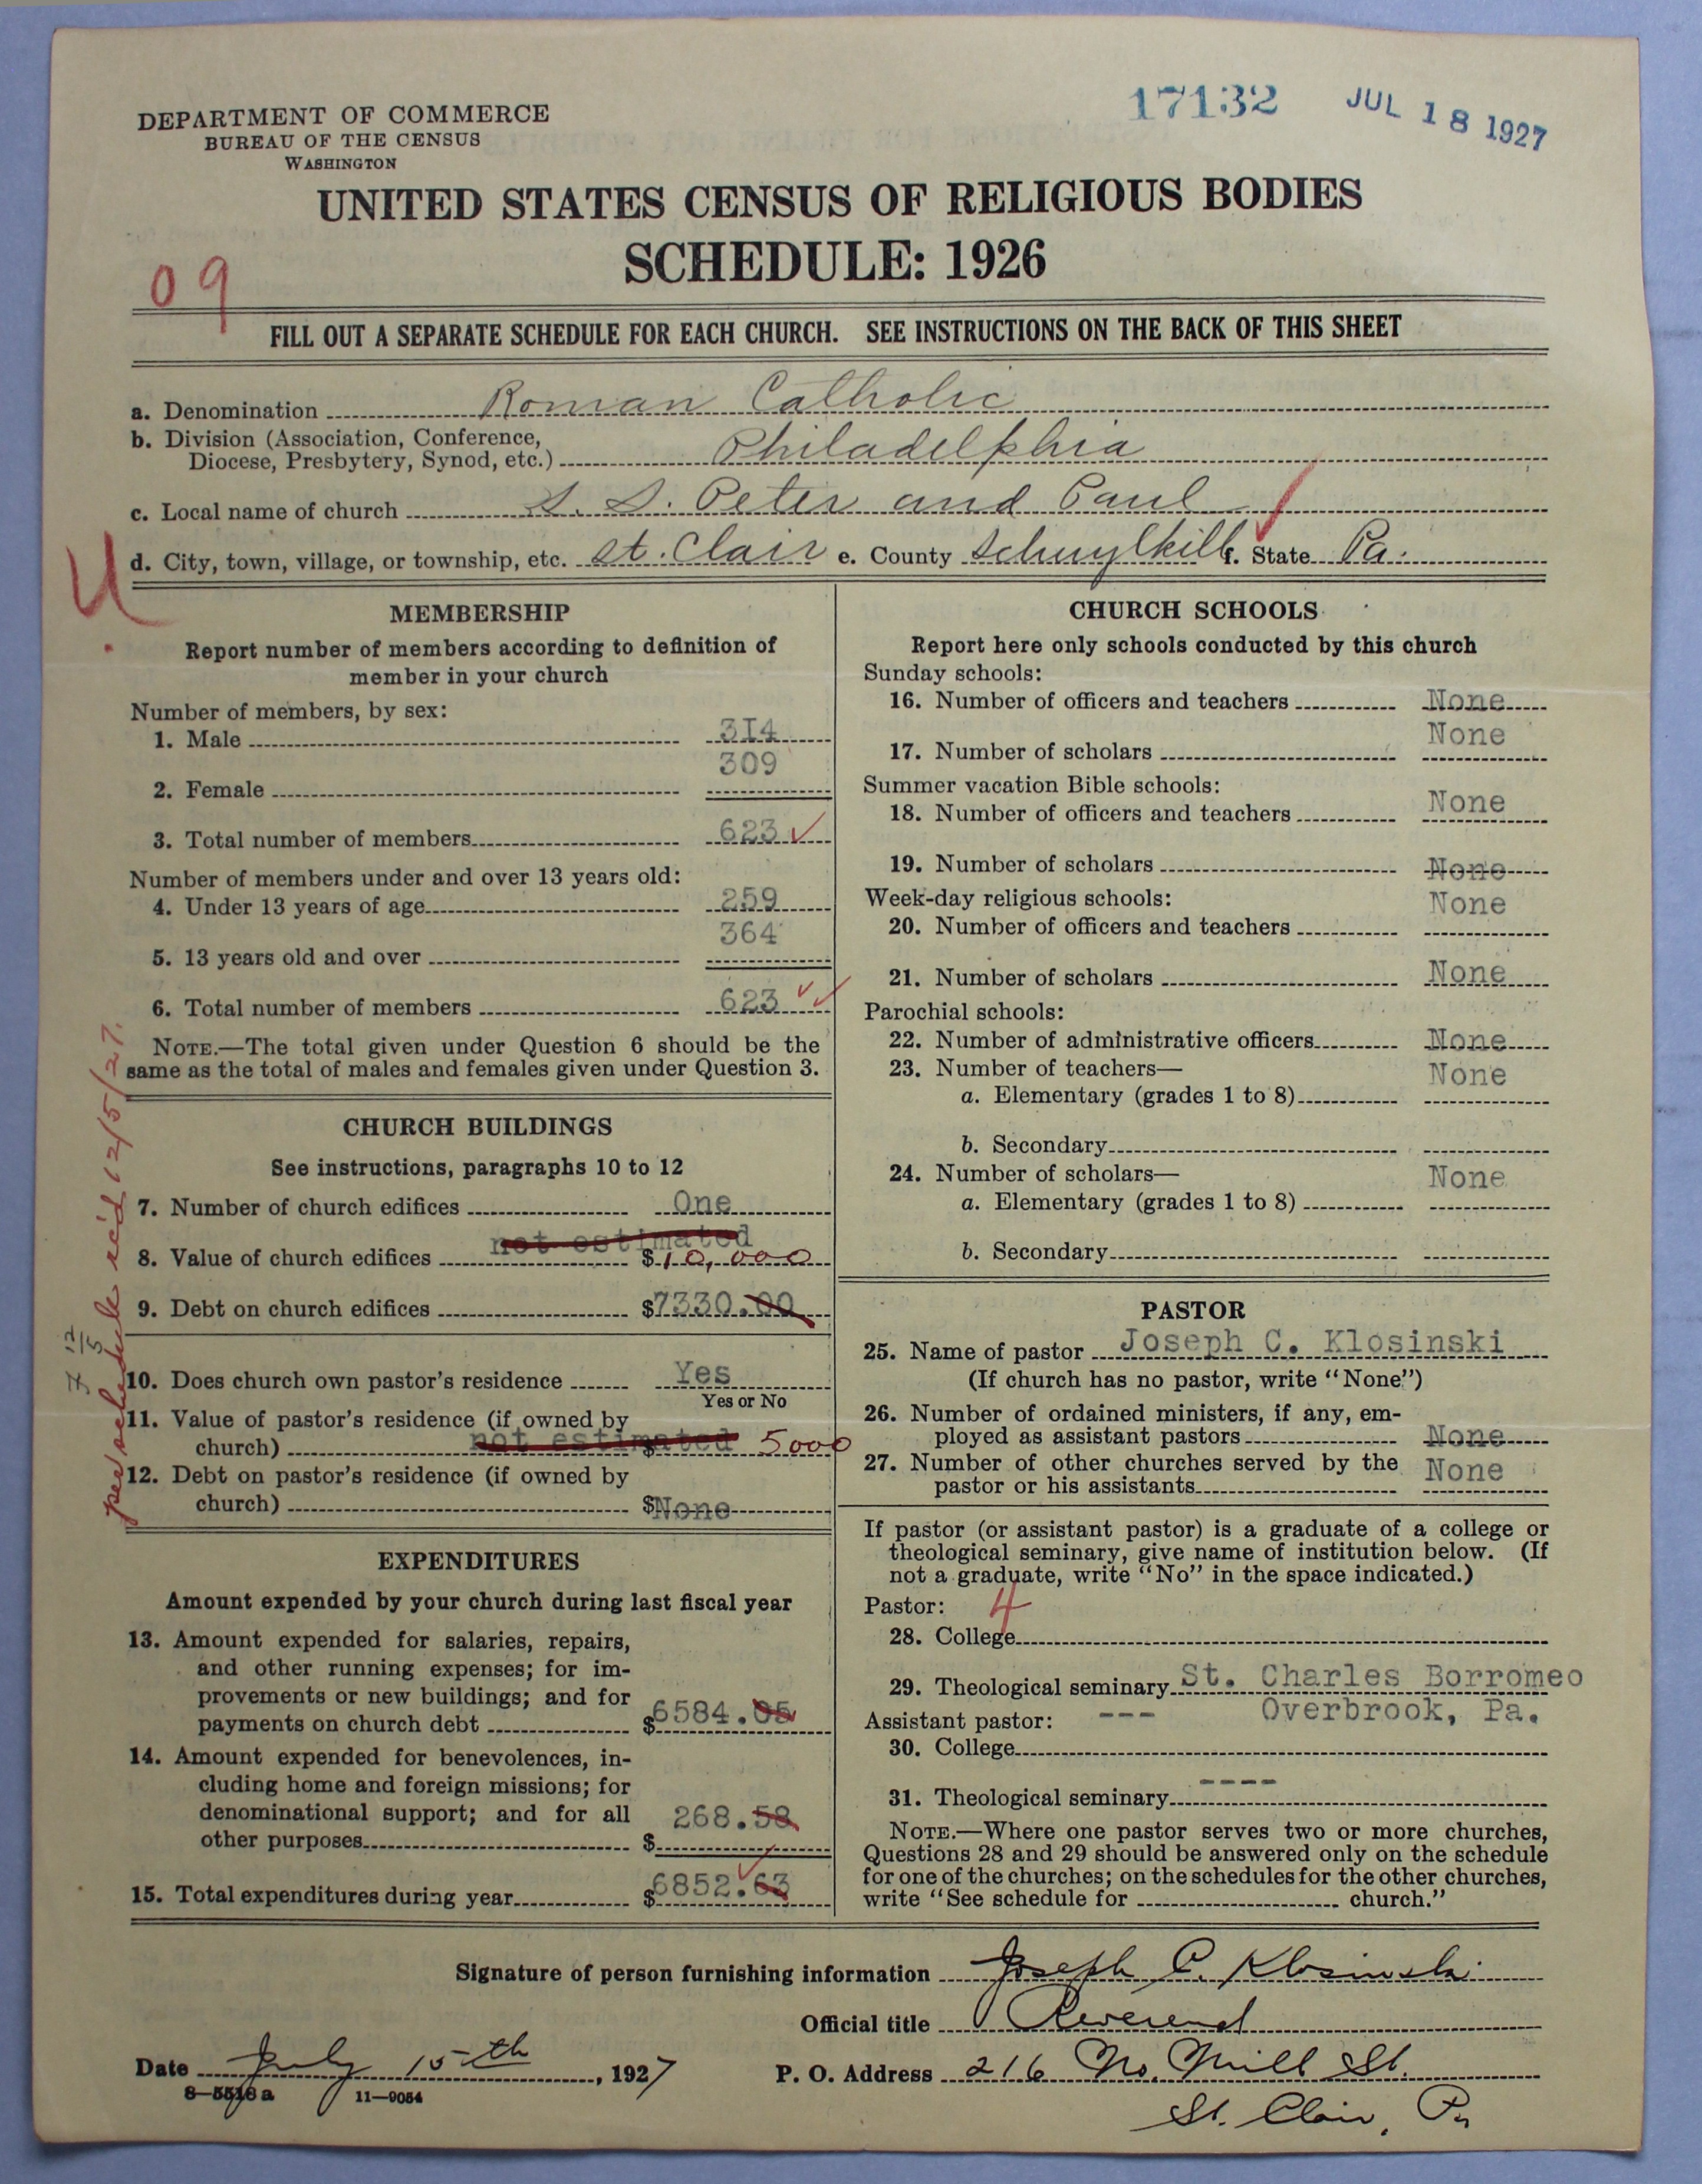 17132 JUL 18 1927
DEPARTMENT OF COMMERCE
BUREAU OF THE CENSUS
WASHINGTON
UNITED STATES CENSUS OF RELIGIOUS BODIES
SCHEDULE: 1926
09
FILL OUT A SEPARATE SCHEDULE FOR EACH CHURCH. SEE INSTRUCTIONS ON THE BACK OF THIS SHEET
a. Denomination Roman Catholic
b. Division (Association, Conference,
Diocese, Presbytery, Synod, etc.) Philadelphia
c. Local name of church S. S. Peter and Paul
d. City, town, village, or township, etc. St. Clair e. County Schuylkill f. State Pa.
MEMBERSHIP
Report number of members according to definition of
member in your church
Number of members, by sex:
1. Male 314
2. Female 309
3. Total number of members 623
Number of members under and over 13 years old:
4. Under 13 years of age 259
5. 13 years old and over 364
6. Total number of members 623
NOTE.—The total given under Question 6 should be the
same as the total of males and females given under Question 3.
CHURCH BUILDINGS
See instructions, paragraphs 10 to 12
7. Number of church edifices One
not estimated
8. Value of church edifices $10,000
9. Debt on church edifices $7330.00
10. Does church own pastor's residence Yes
Yes or No
11. Value of pastor's residence (if owned by
church) not estimated $ 5000
12. Debt on pastor's residence (if owned by
church) $None
per schedule rec'd 12/5/27.
12/5
EXPENDITURES
Amount expended by your church during last fiscal year
13. Amount expended for salaries, repairs,
and other running expenses; for im-
provements or new buildings; and for
payments on church debt $6584.05
14. Amount expended for benevolences, in-
cluding home and foreign missions; for
denominational support; and for all
other purposes $268.58
15. Total expenditures during year $6852.63
CHURCH SCHOOLS
Report here only schools conducted by this church
Sunday schools:
16. Number of officers and teachers None
17. Number of scholars None
Summer vacation Bible schools:
18. Number of officers and teachers None
19. Number of scholars None
Week-day religious schools:
20. Number of officers and teachers None
21. Number of scholars None
Parochial schools:
22. Number of administrative officers None
23. Number of teachers— None
a. Elementary (grades 1 to 8)
b. Secondary
24. Number of scholars— None
a. Elementary (grades 1 to 8)
b. Secondary
PASTOR
25. Name of pastor Joseph C. Klosinski
(If church has no pastor, write "None")
26. Number of ordained ministers, if any, em-
ployed as assistant pastors None
27. Number of other churches served by the
pastor or his assistants None
If pastor (or assistant pastor) is a graduate of a college or
theological seminary, give name of institution below. (If
not a graduate, write "No" in the space indicated.)
Pastor: 4
28. College
29. Theological seminary St. Charles Borromeo
Overbrook, Pa.
Assistant pastor: ---
30. College
31. Theological seminary ----
NOTE.—Where one pastor serves two or more churches,
Questions 28 and 29 should be answered only on the schedule
for one of the churches; on the schedules for the other churches,
write "See schedule for church."
Signature of person furnishing information Joseph C. Klosinski
Official title Reverend
Date July 15th, 1927 P. O. Address 216 No. Mill St.
8-5518 a 11-9054 St. Clair, Pa